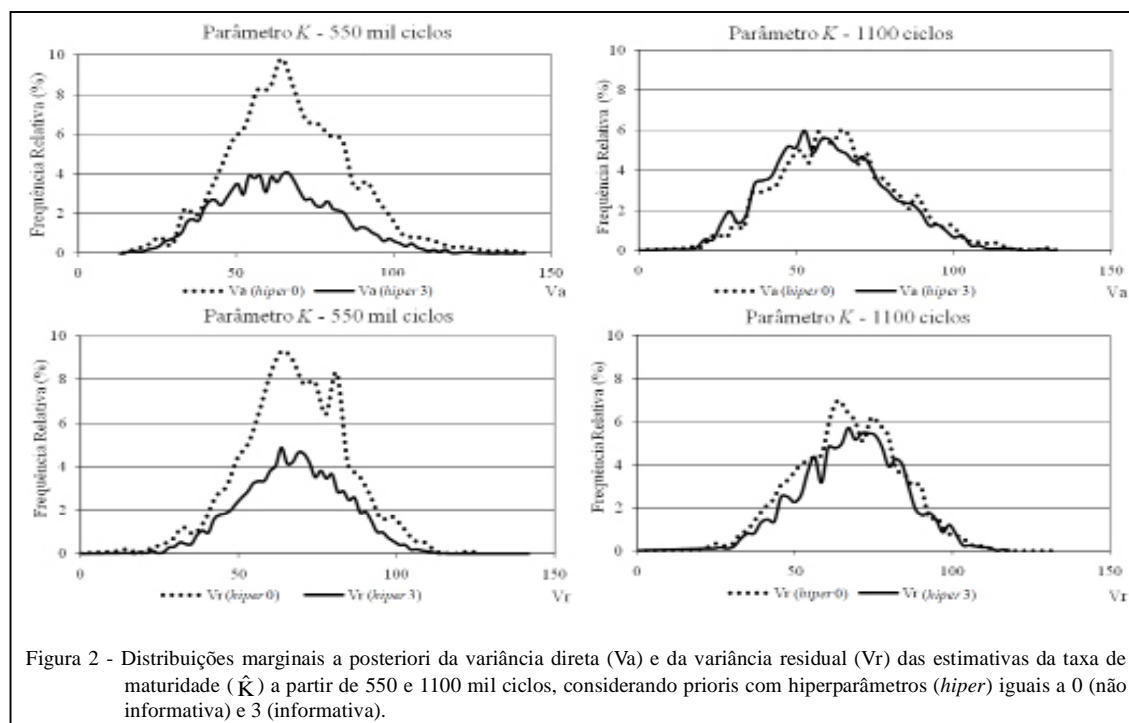 Parâmetro K - 550 mil ciclos
Frequência Relativa (%)
10
8
6
4
2
0
50
100
150
Va
Va (hiper 0)
Va (hiper 3)
Parâmetro K - 1100 ciclos
Frequência Relativa (%)
10
8
6
4
2
0
0
50
100
150
Va
Va (hiper 0)
Va (hiper 3)
Parâmetro K - 550 mil ciclos
Frequência Relativa (%)
10
8
6
4
2
0
0
50
100
150
Vr
Vr (hiper 0)
Vr (hiper 3)
Parâmetro K - 1100 ciclos
Frequência Relativa (%)
10
8
6
4
2
0
0
50
100
150
Vr
Vr (hiper 0)
Vr (hiper 3)
Figura 2 - Distribuições marginais a posteriori da variância direta (Va) e da variância residual (Vr) das estimativas da taxa de
maturidade (K̂) a partir de 550 e 1100 mil ciclos, considerando prioris com hiperparâmetros (hiper) iguais a 0 (não
informativa) e 3 (informativa).